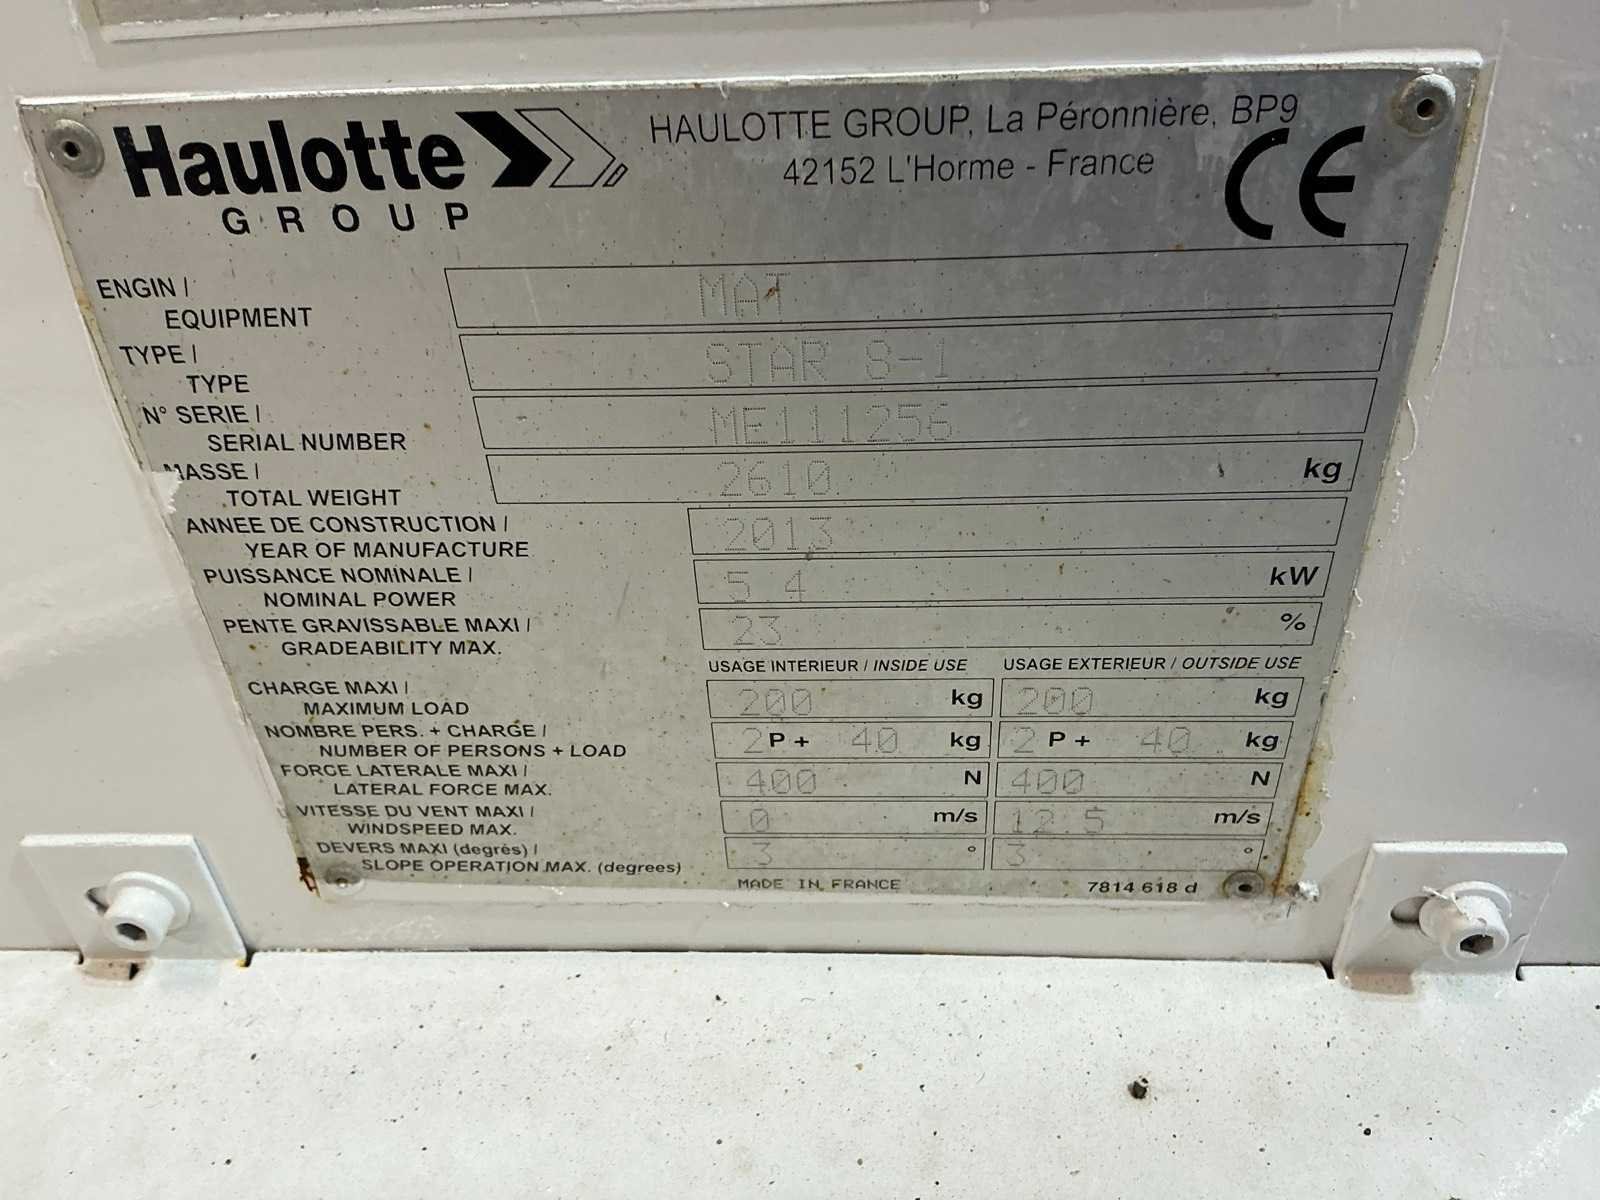 Haulotte
GROUP
HAULOTTE GROUP, La Péronnière, BP9
42152 L'Horme - France
CE
ENGIN / MAT
EQUIPMENT
TYPE / STAR 8-1
TYPE
N° SERIE / ME111256
SERIAL NUMBER
MASSE / 2610 kg
TOTAL WEIGHT
ANNEE DE CONSTRUCTION / 2013
YEAR OF MANUFACTURE
PUISSANCE NOMINALE / 5.4 kW
NOMINAL POWER
PENTE GRAVISSABLE MAXI / 23 %
GRADEABILITY MAX.
USAGE INTERIEUR / INSIDE USE USAGE EXTERIEUR / OUTSIDE USE
CHARGE MAXI / 200 kg 200 kg
MAXIMUM LOAD
NOMBRE PERS. + CHARGE / 2 P + 40 kg 2 P + 40 kg
NUMBER OF PERSONS + LOAD
FORCE LATERALE MAXI / 400 N 400 N
LATERAL FORCE MAX.
VITESSE DU VENT MAXI / 0 m/s 12.5 m/s
WINDSPEED MAX.
DEVERS MAXI (degrés) / 3 ° 3 °
SLOPE OPERATION MAX. (degrees)
MADE IN FRANCE 7814 618 d